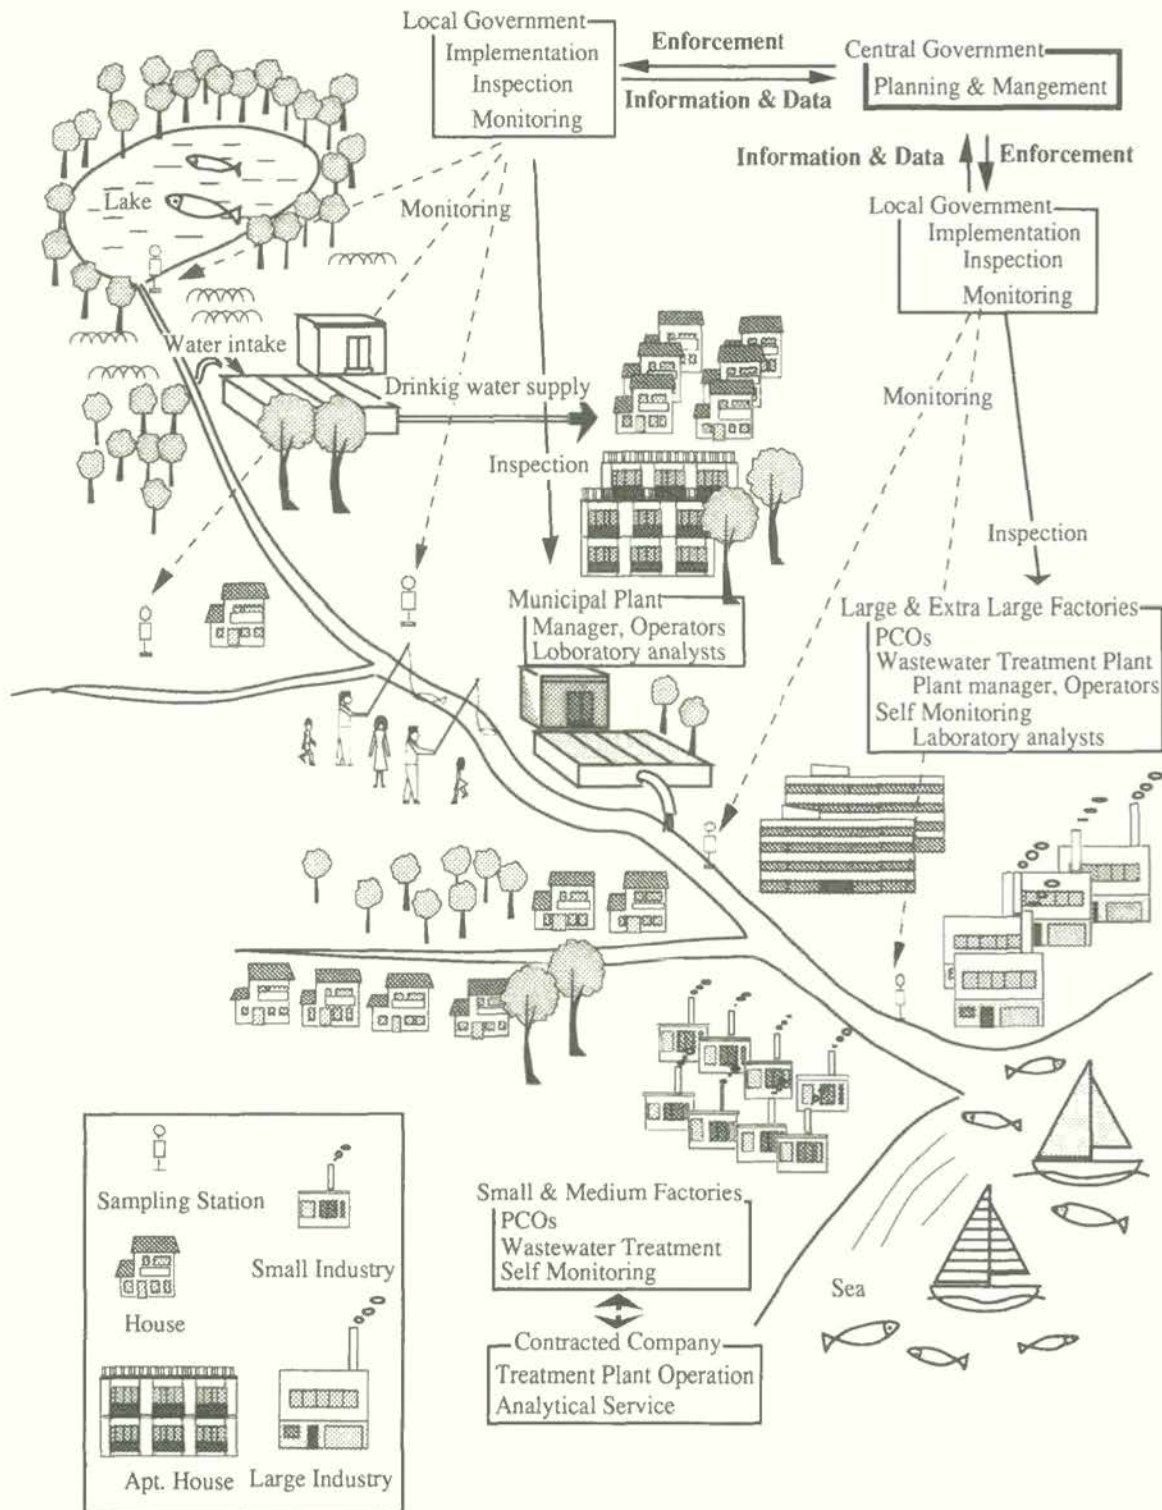 Local Government
Implementation
Inspection
Monitoring
Enforcement
Information & Data
Central Government
Planning & Mangement
Information & Data
Enforcement
Local Government
Implementation
Inspection
Monitoring
Lake
Monitoring
Water intake
Drinkig water supply
Monitoring
Inspection
Inspection
Municipal Plant
Manager, Operators
Loboratory analysts
Large & Extra Large Factories
PCOs
Wastewater Treatment Plant
Plant manager, Operators
Self Monitoring
Laboratory analysts
Small & Medium Factories
PCOs
Wastewater Treatment
Self Monitoring
Contracted Company
Treatment Plant Operation
Analytical Service
Sea
Sampling Station
Small Industry
House
Apt. House
Large Industry